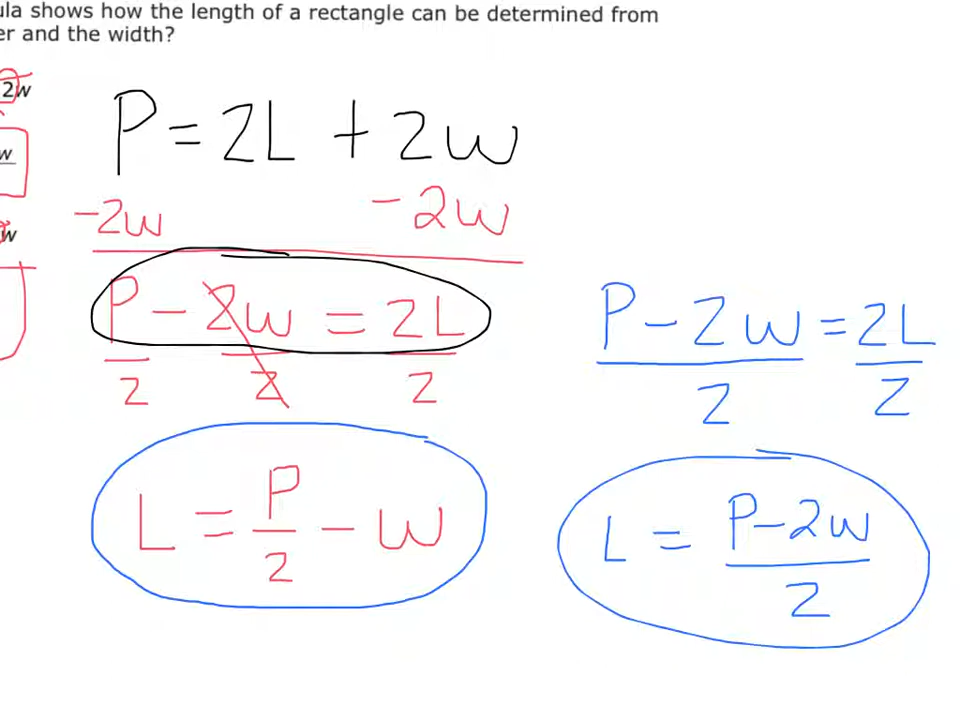 ula shows how the length of a rectangle can be determined from
er and the width?
2w
P = 2L + 2w
w
-2w -2w
w
P - 2w = 2L
2 2 2
P - 2w = 2L
2 2
L = P/2 - w
L = P-2w/2